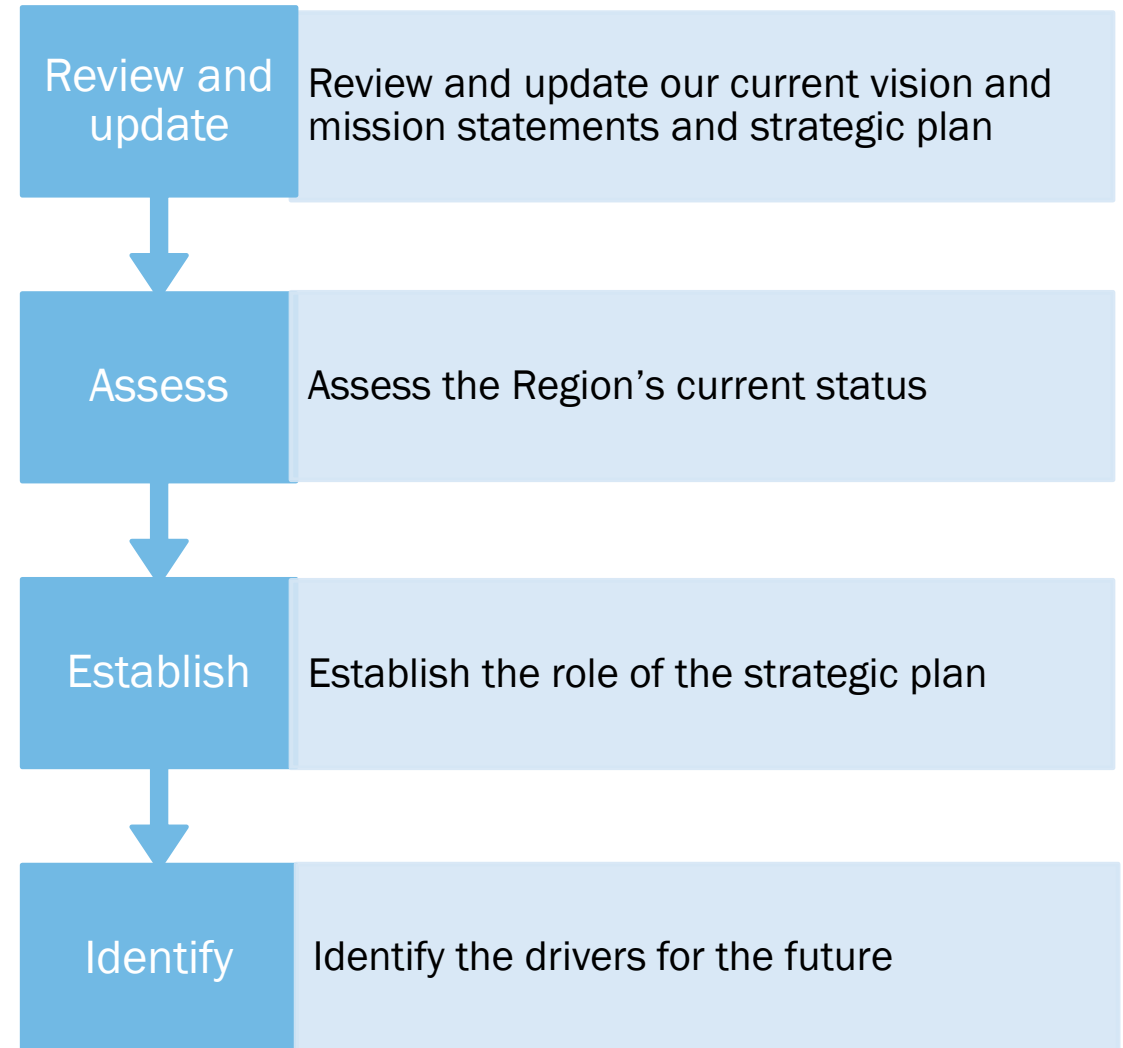 Review and
update
Review and update our current vision and
mission statements and strategic plan
Assess
Assess the Region’s current status
Establish
Establish the role of the strategic plan
Identify
Identify the drivers for the future